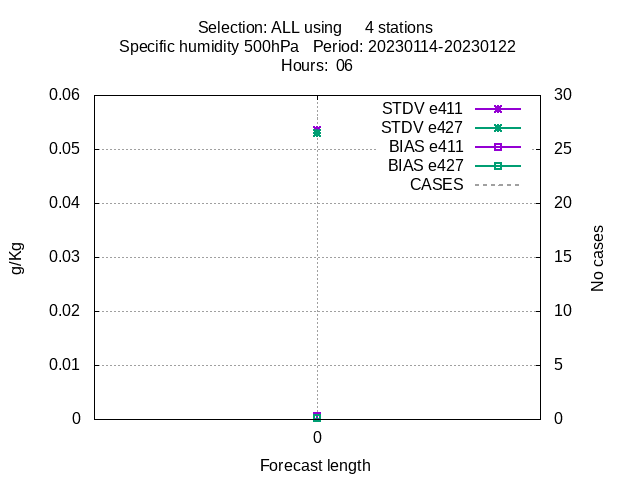 Selection: ALL using     4 stations
Specific humidity 500hPa   Period: 20230114-20230122
Hours:  06
0.06
0.05
0.04
0.03
0.02
0.01
0
30
25
20
15
10
5
0
STDV e411
STDV e427
BIAS e411
BIAS e427
CASES
g/Kg
No cases
0
Forecast length